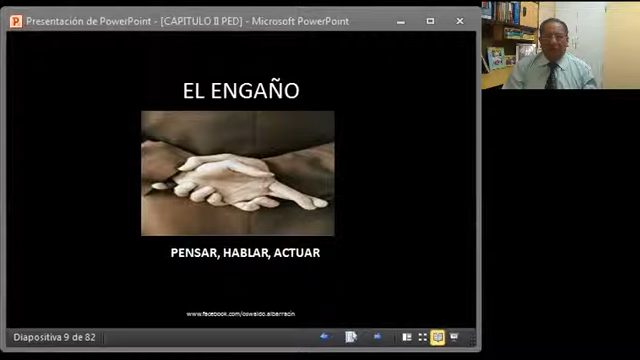 Presentación de PowerPoint - [CAPITULO II PED] - Microsoft PowerPoint
EL ENGAÑO
PENSAR, HABLAR, ACTUAR
www.facebook.com/oswaldo.albarracin
Diapositiva 9 de 82